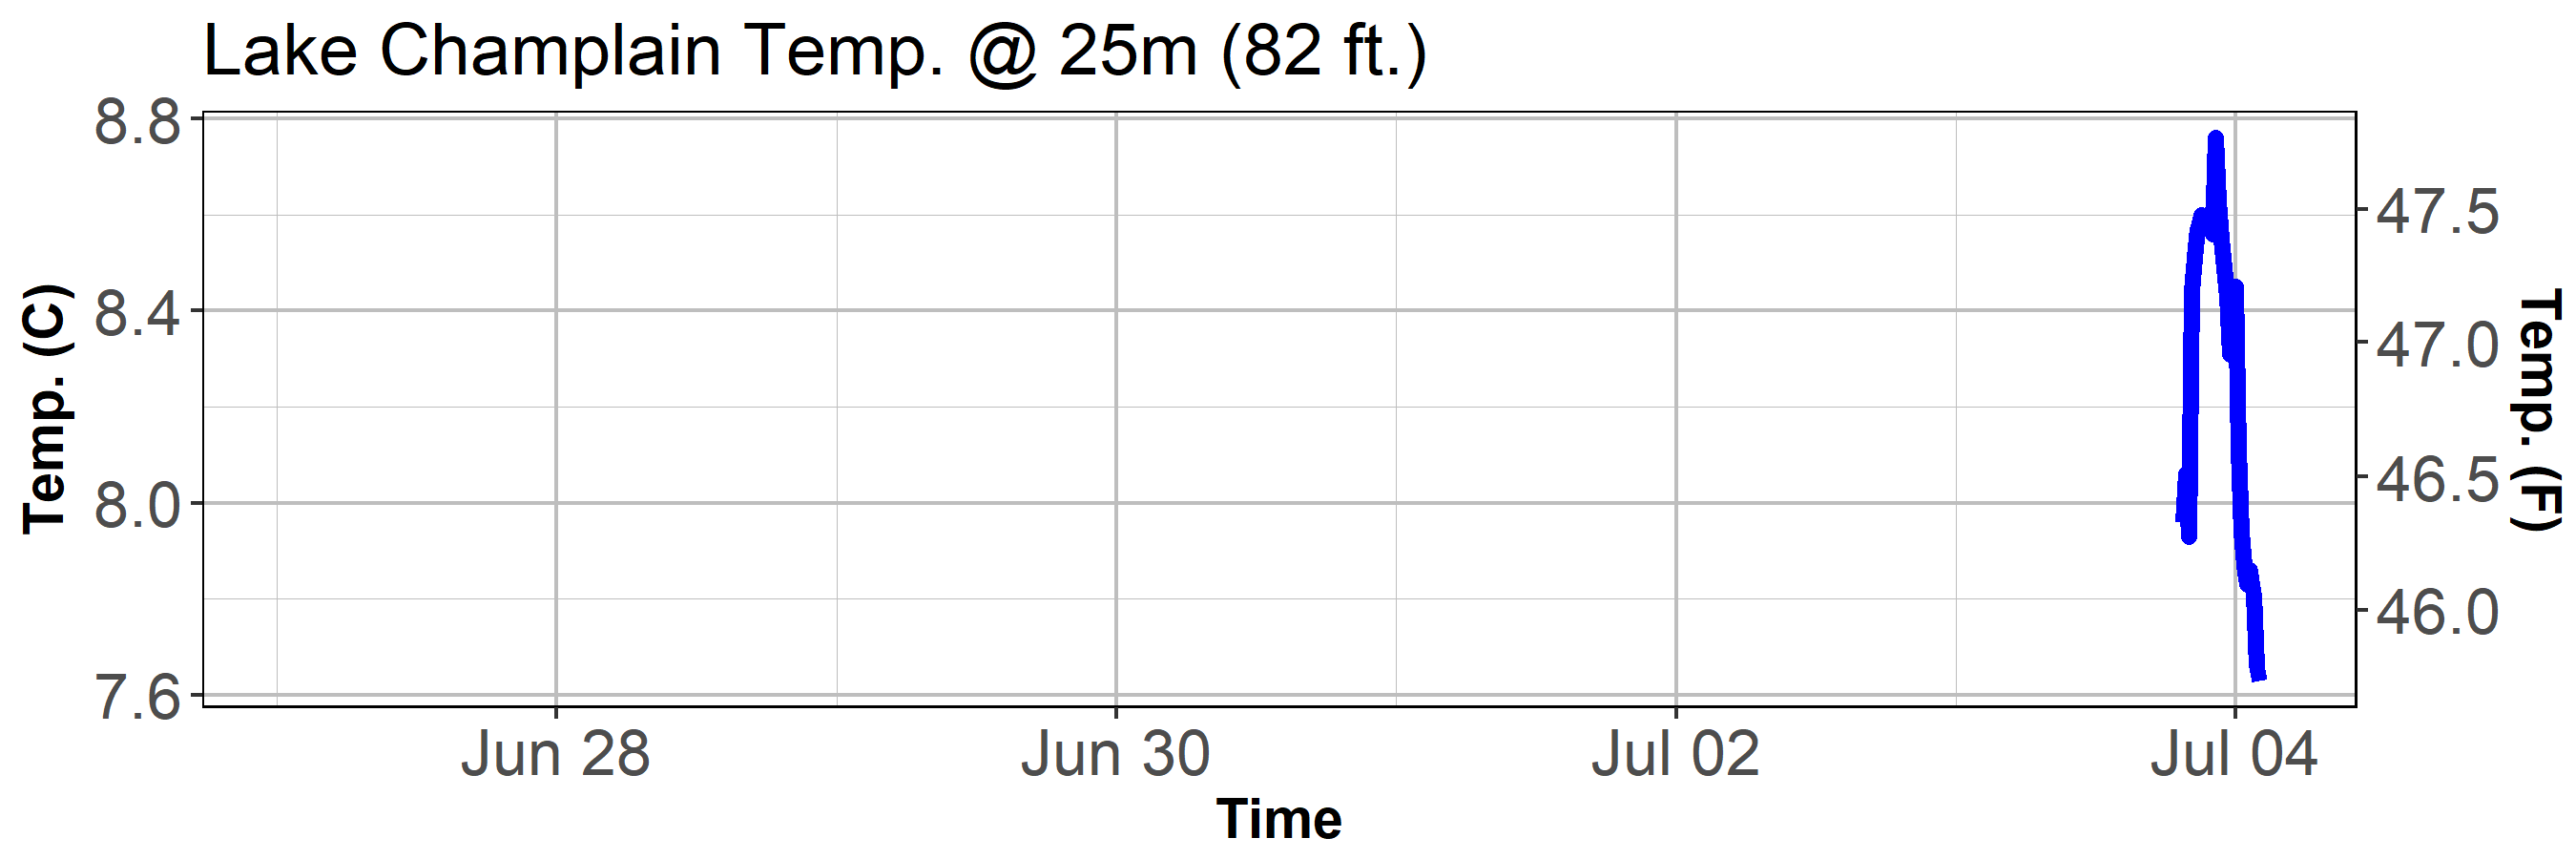 Lake Champlain Temp. @ 25m (82 ft.)
8.8
8.4
8.0
7.6
Temp. (C)
47.5
47.0
46.5
46.0
Temp. (F)
Jun 28 Jun 30 Jul 02 Jul 04
Time